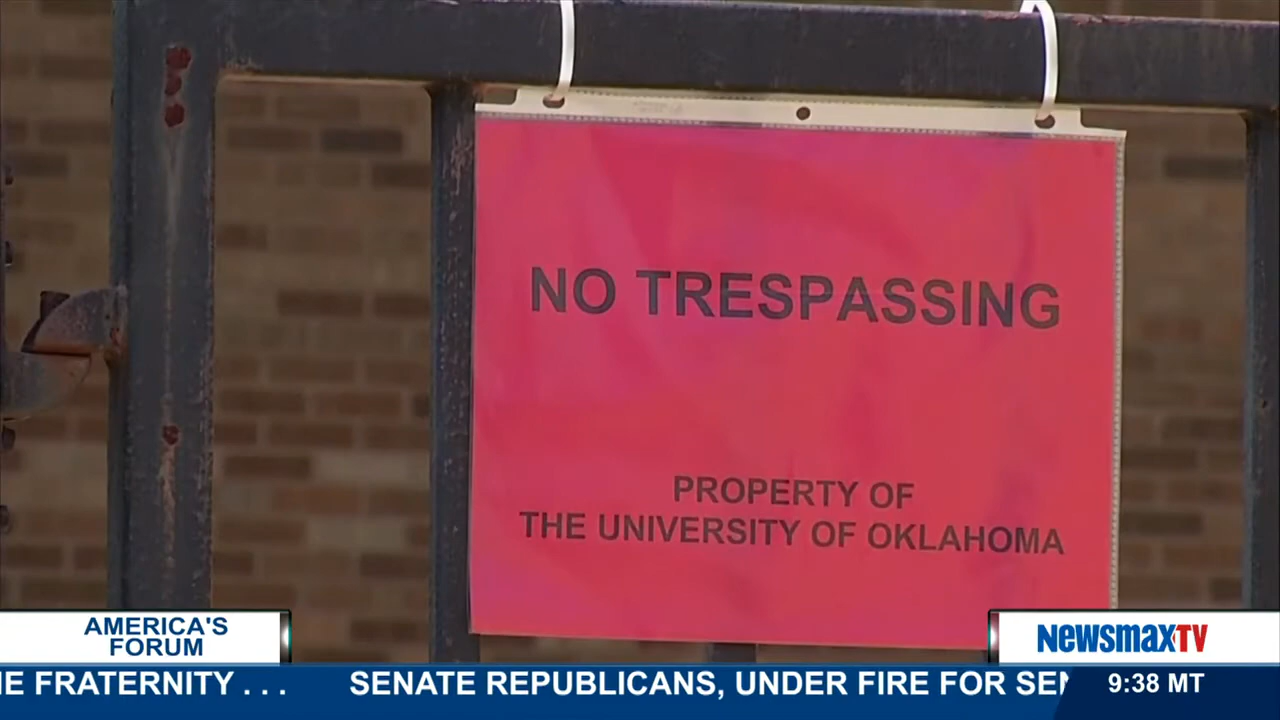 NO TRESPASSING
PROPERTY OF
THE UNIVERSITY OF OKLAHOMA
AMERICA'S
FORUM
NEWSMAXTV
FRATERNITY . . . SENATE REPUBLICANS, UNDER FIRE FOR
9:38 MT